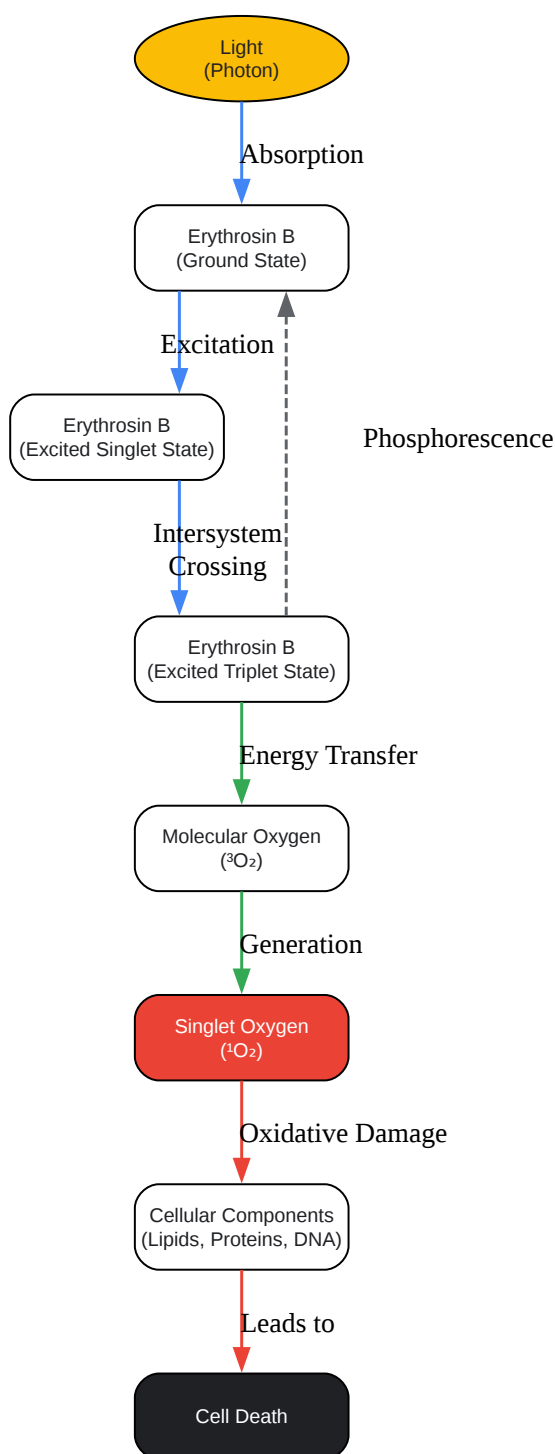 Light
(Photon)
Absorption
Erythrosin B
(Ground State)
Excitation
Erythrosin B
(Excited Singlet State)
Phosphorescence
Intersystem
Crossing
Erythrosin B
(Excited Triplet State)
Energy Transfer
Molecular Oxygen
(³O₂)
Generation
Singlet Oxygen
(¹O₂)
Oxidative Damage
Cellular Components
(Lipids, Proteins, DNA)
Leads to
Cell Death